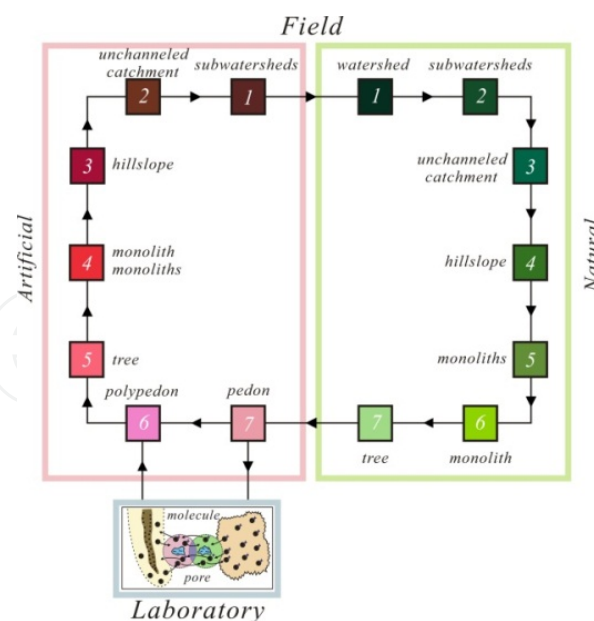 Field
unchanneled
catchment
subwatersheds
watershed
subwatersheds
2
1
1
2
3
hillslope
unchanneled
catchment
3
Artificial
Natural
4
monolith
monoliths
hillslope
4
5
tree
monoliths
5
polypedon
pedon
6
7
7
6
tree
monolith
molecule
pore
Laboratory